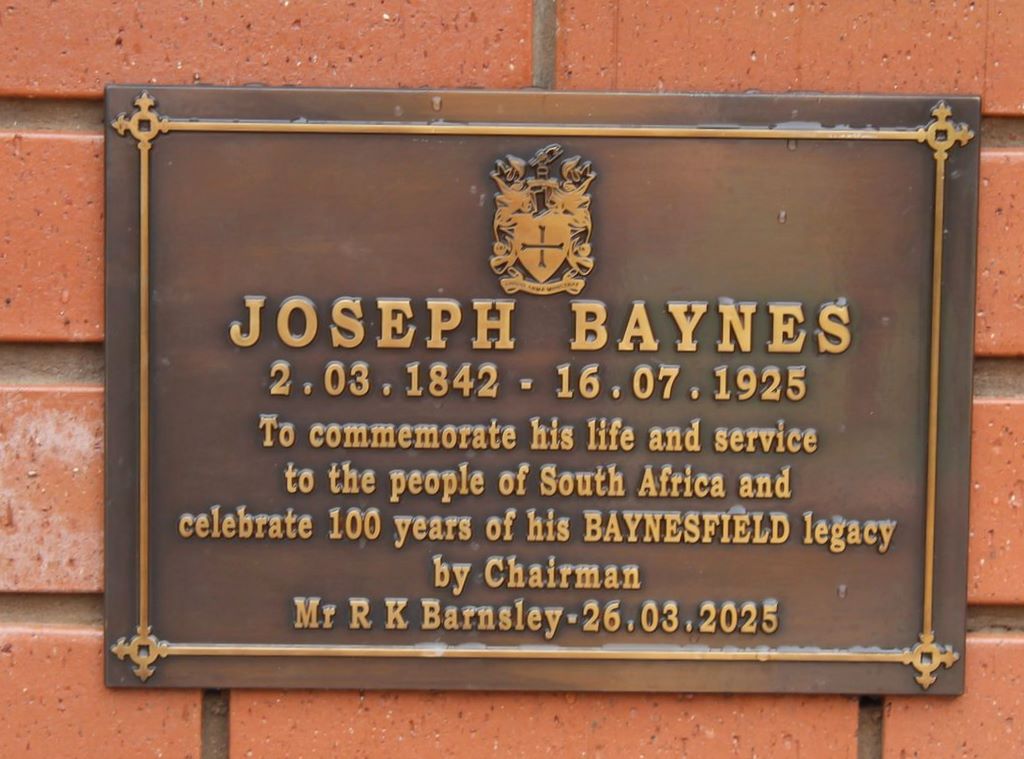 JOSEPH BAYNES
2.03.1842 - 16.07.1925
To commemorate his life and service
to the people of South Africa and
celebrate 100 years of his BAYNESFIELD legacy
by Chairman
Mr R K Barnsley-26.03.2025